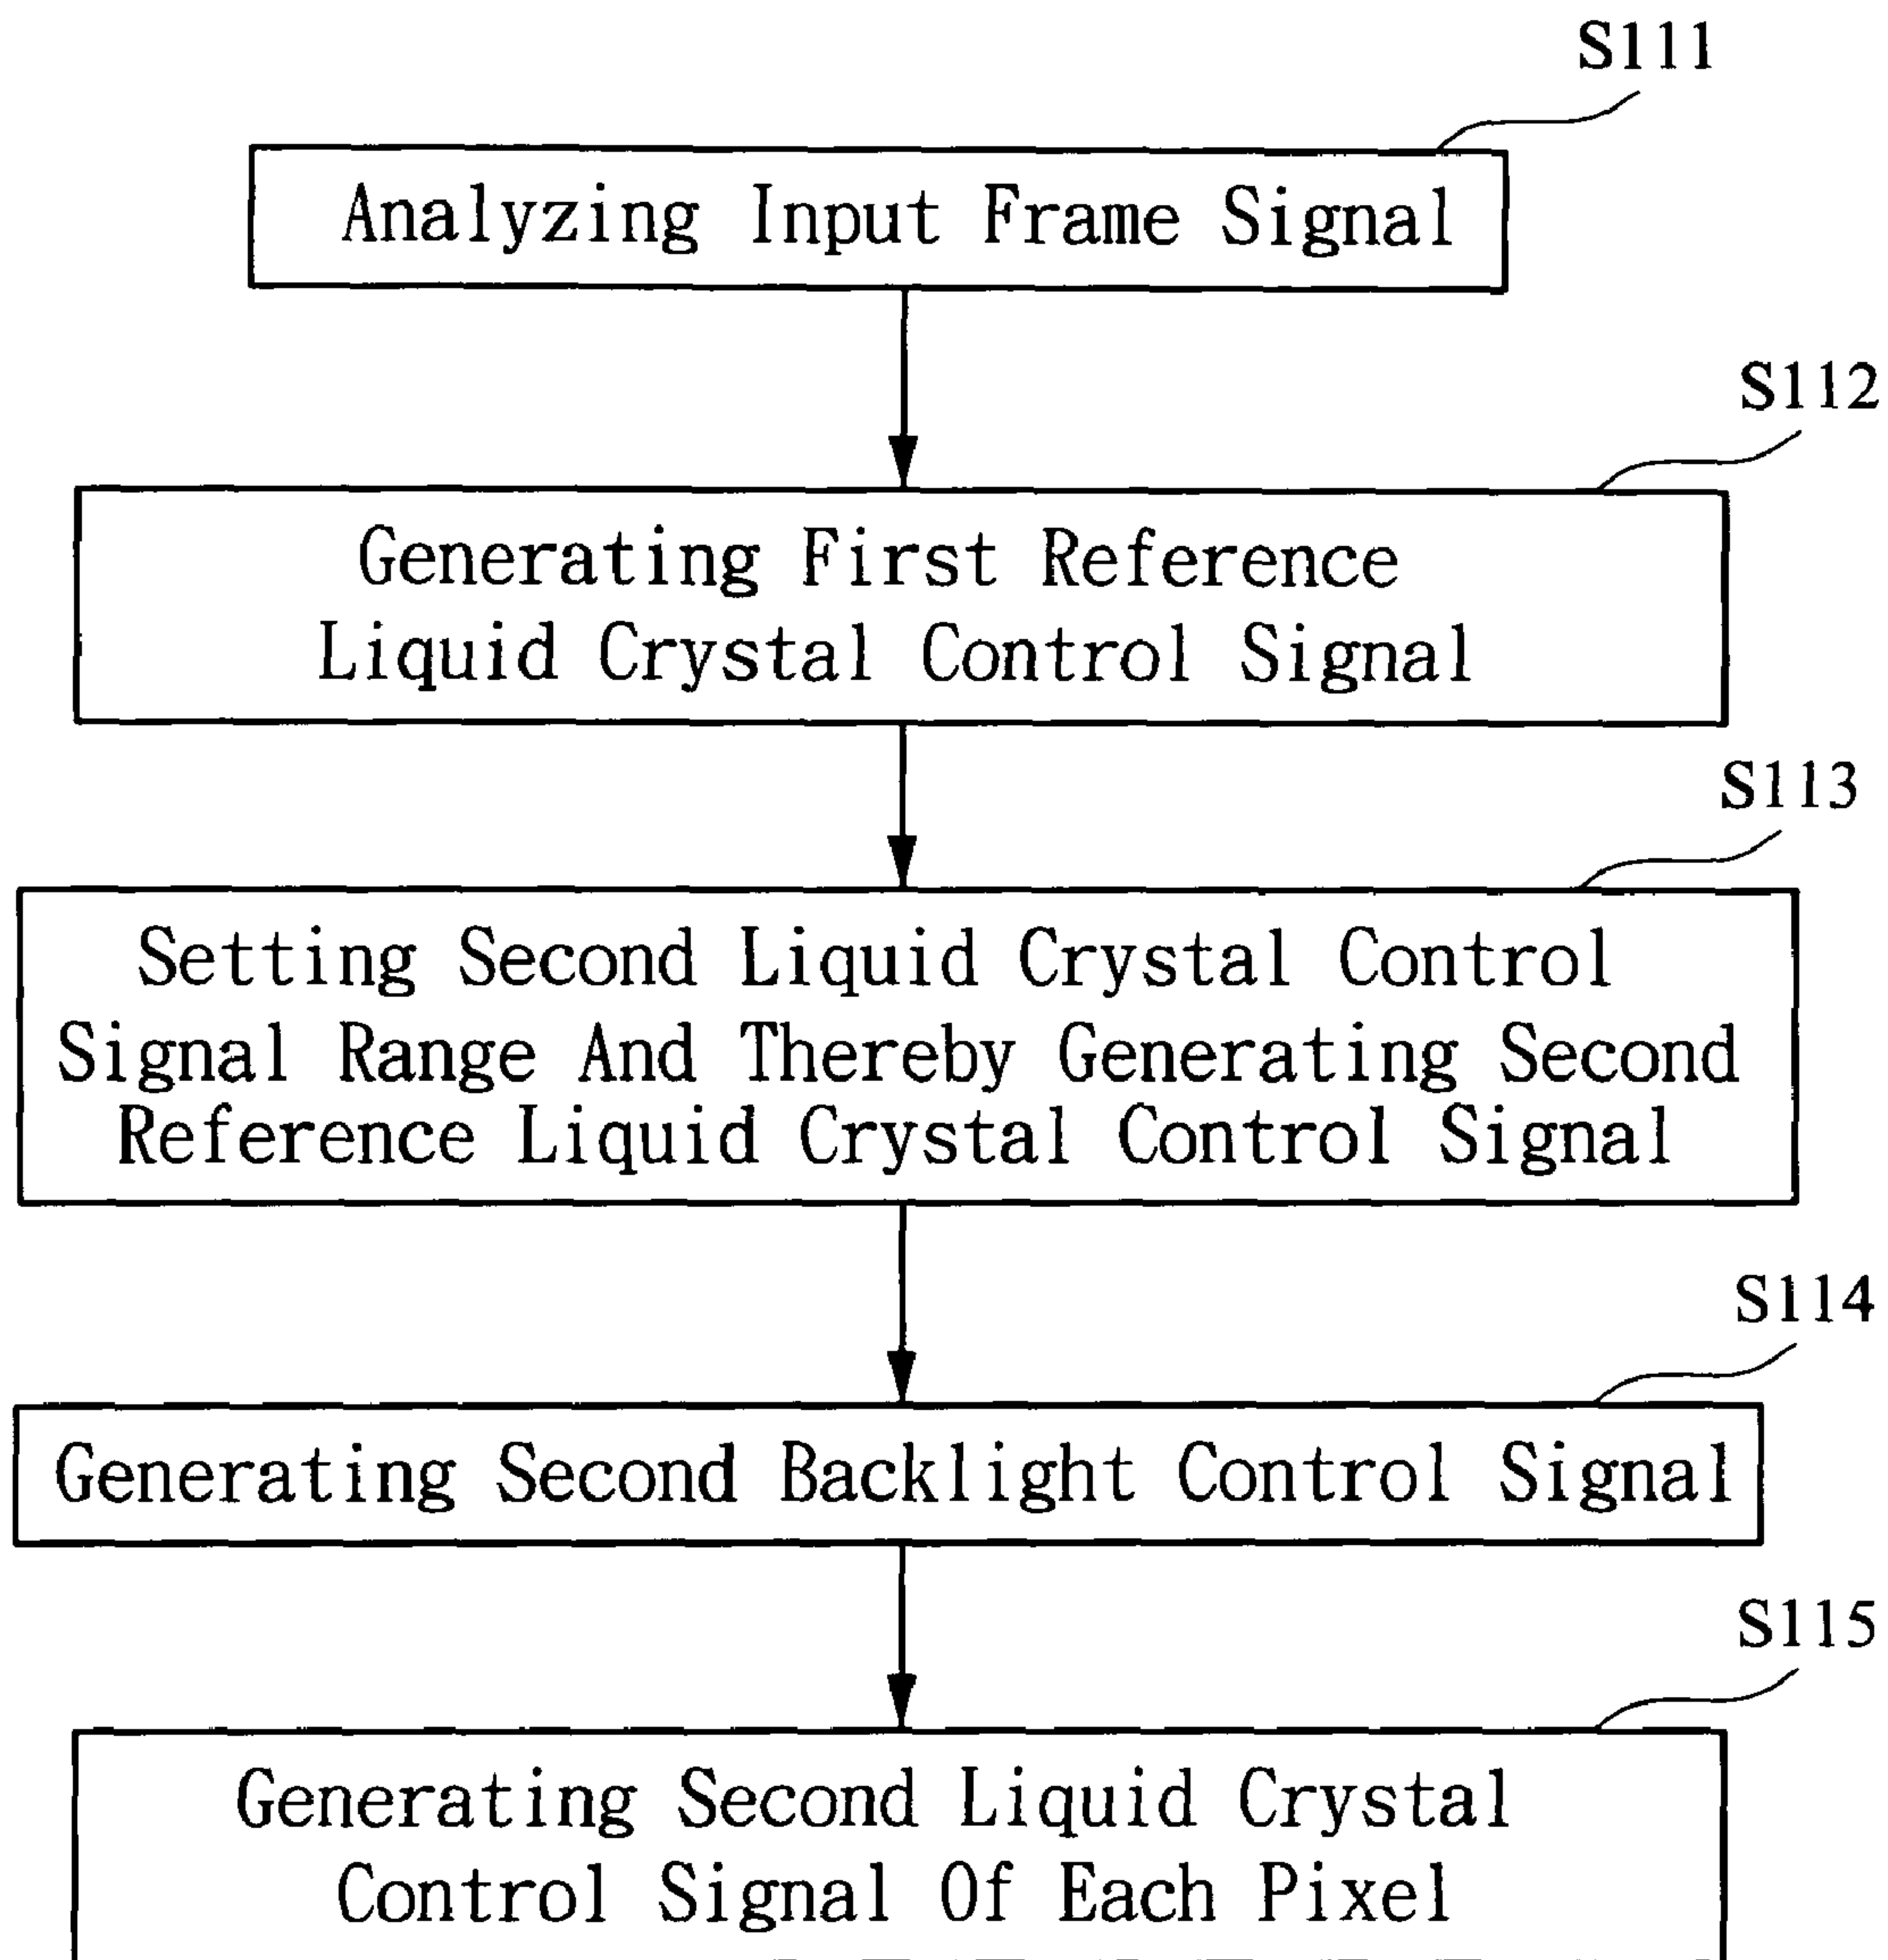 S111
Analyzing Input Frame Signal
S112
Generating First Reference
Liquid Crystal Control Signal
S113
Setting Second Liquid Crystal Control
Signal Range And Thereby Generating Second
Reference Liquid Crystal Control Signal
S114
Generating Second Backlight Control Signal
S115
Generating Second Liquid Crystal
Control Signal Of Each Pixel